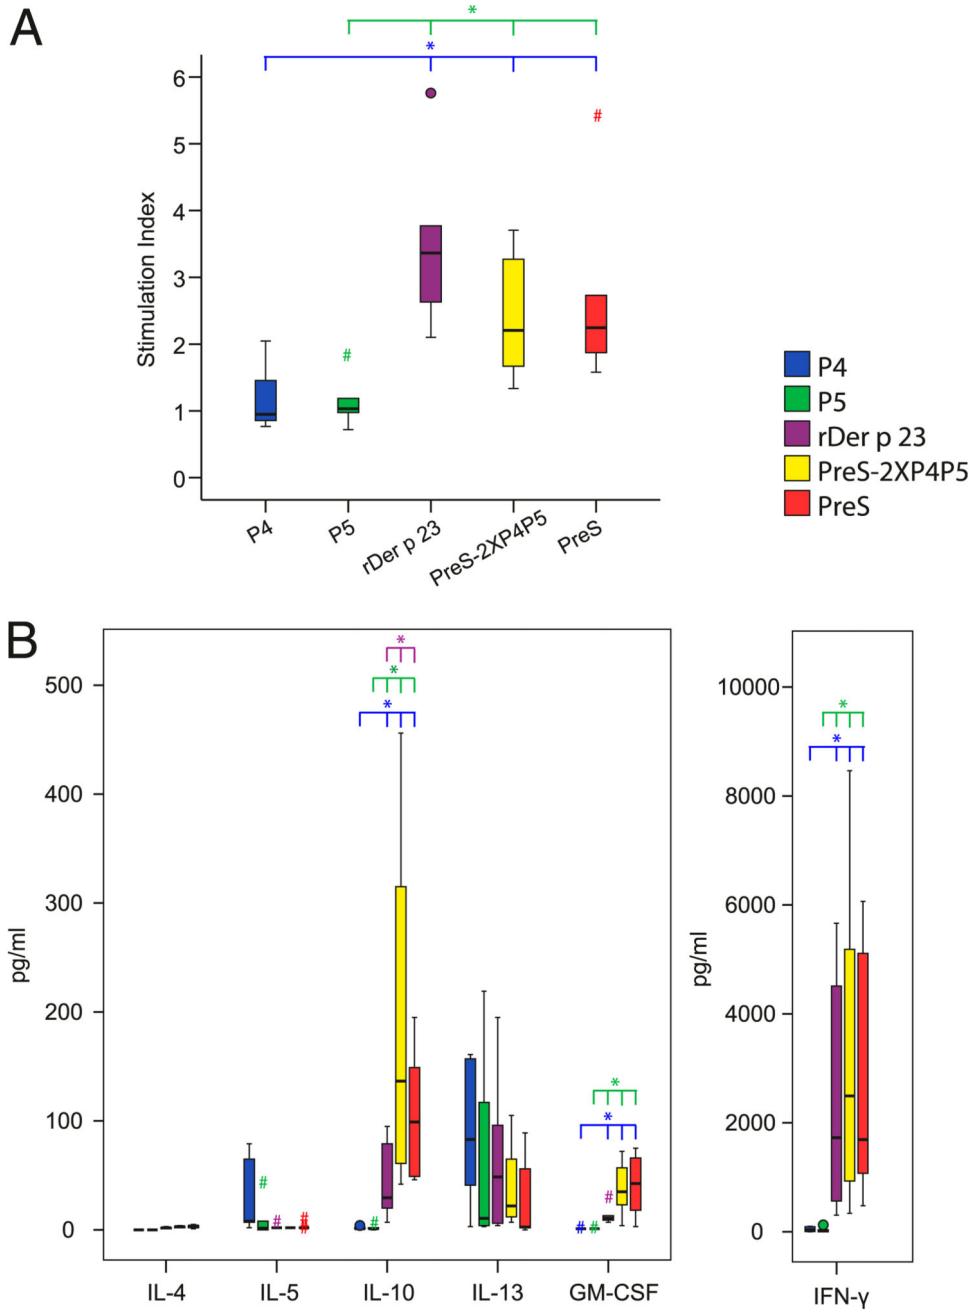 A
*
*
6
5
4
3
2
1
0
Stimulation Index
#
#
P4
P5
rDer p 23
PreS-2XP4P5
PreS
P4
P5
rDer p 23
PreS-2XP4P5
PreS
B
*
*
*
500
400
300
200
100
0
pg/ml
*
*
#
#
#
#
#
#
#
#
IL-4
IL-5
IL-10
IL-13
GM-CSF
10000
8000
6000
4000
2000
0
pg/ml
*
*
IFN-γ